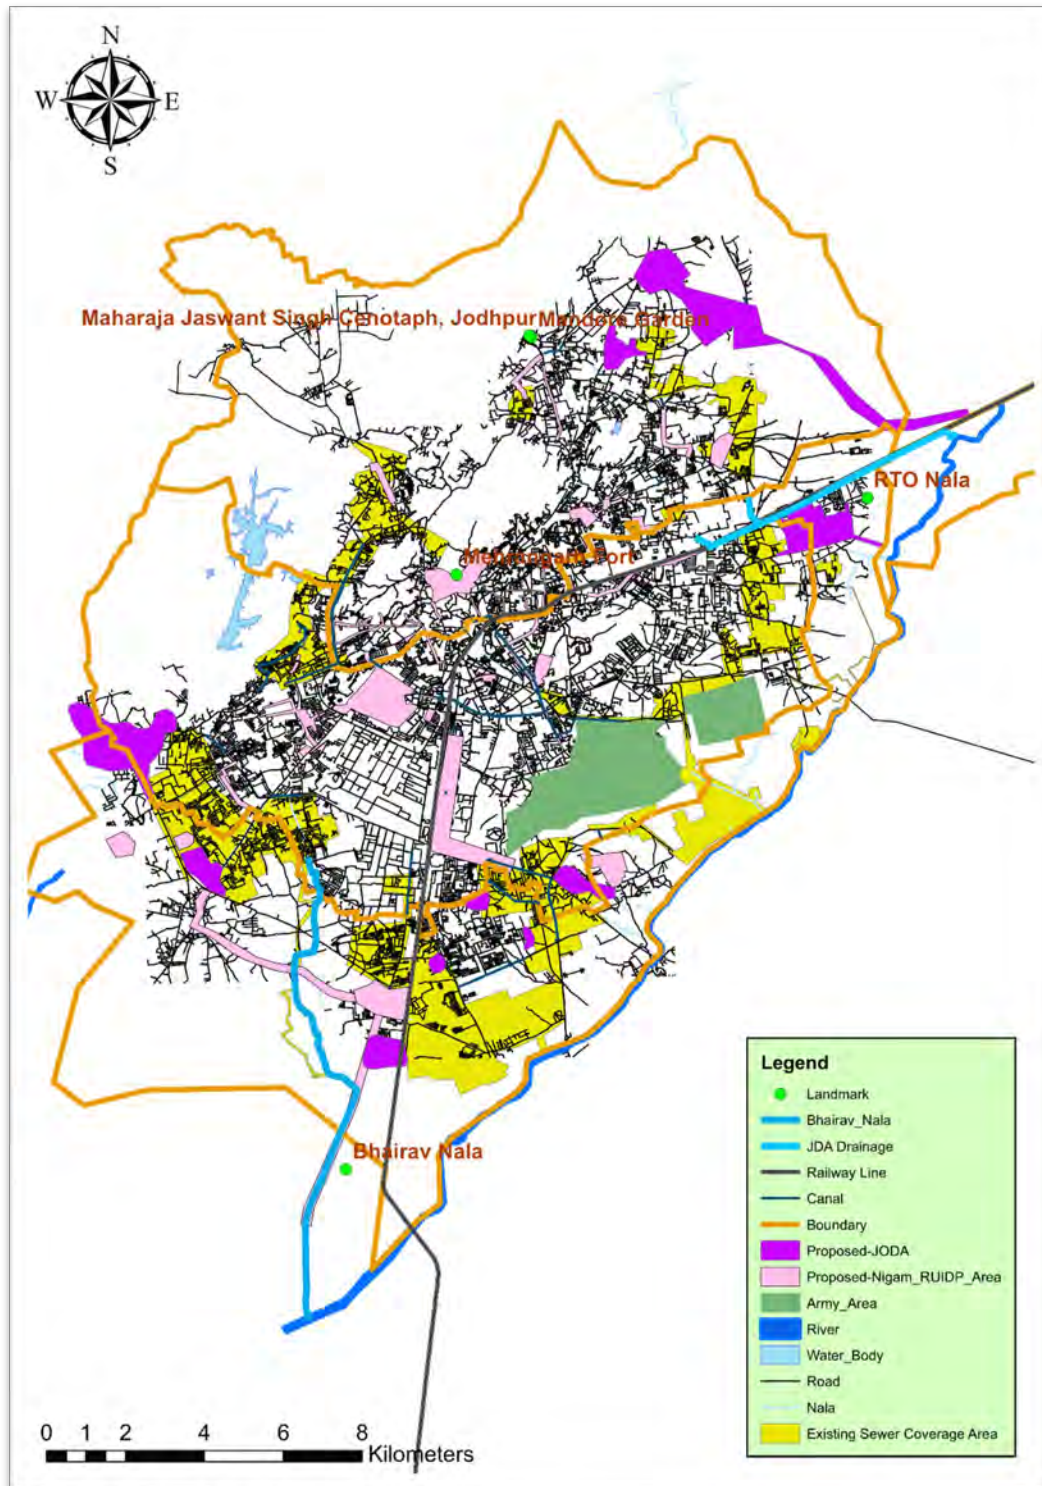 N
W E
S
Maharaja Jaswant Singh Cenotaph, Jodhpur Mandore Garden
RTO Nala
Mehrangarh Fort
Bhairav Nala
Legend
Landmark
Bhairav_Nala
JDA Drainage
Railway Line
Canal
Boundary
Proposed-JODA
Proposed-Nigam_RUIDP_Area
Army_Area
River
Water_Body
Road
Nala
Existing Sewer Coverage Area
0 1 2 4 6 8
Kilometers